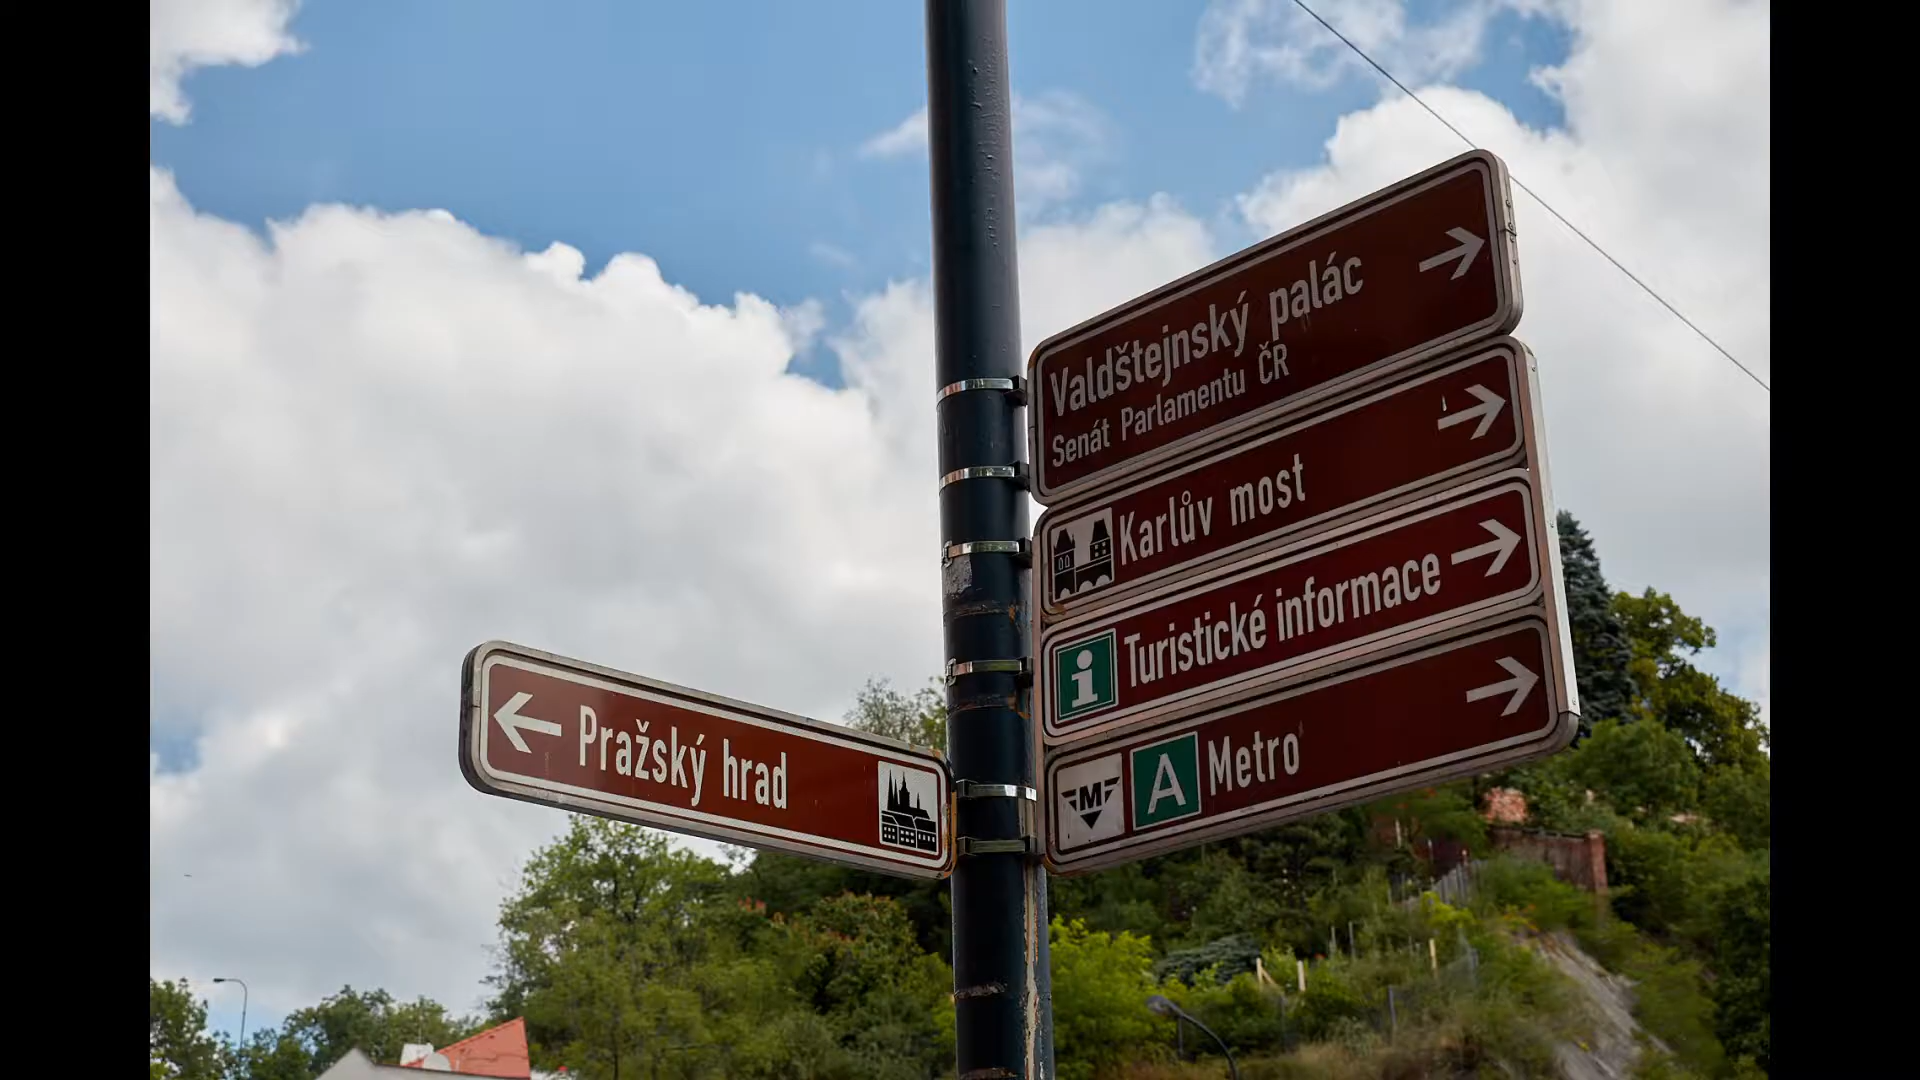 Valdštejnský palác
Senát Parlamentu ČR
Karlův most
i Turistické informace
M A Metro
Pražský hrad